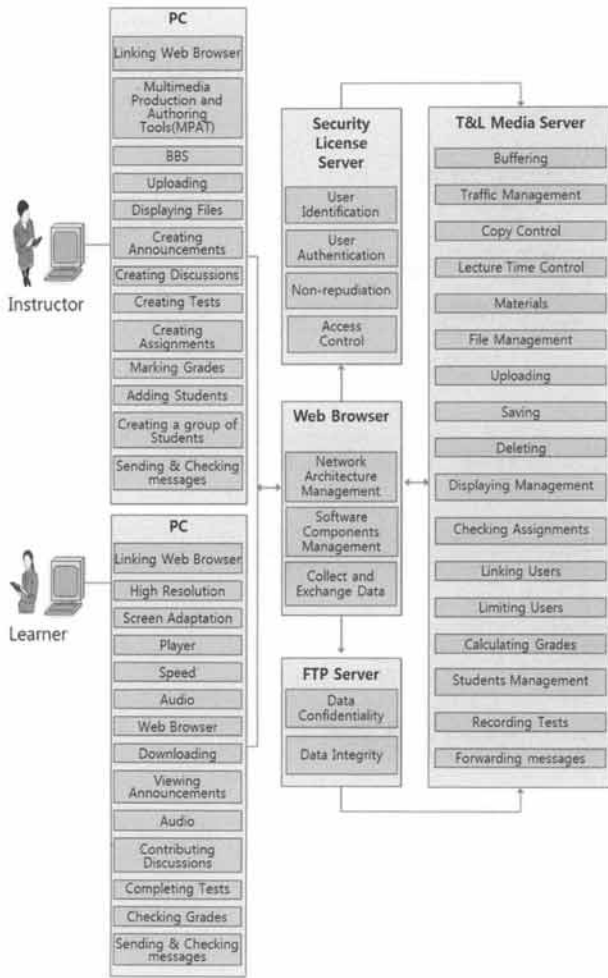 PC
Linking Web Browser
Multimedia
Production and
Authoring
Tools(MPAT)
BBS
Uploading
Displaying Files
Creating
Announcements
Creating Discussions
Creating Tests
Creating
Assignments
Marking Grades
Adding Students
Creating a group of
Students
Sending & Checking
messages
Instructor
PC
Linking Web Browser
High Resolution
Screen Adaptation
Player
Speed
Audio
Web Browser
Downloading
Viewing
Announcements
Audio
Contributing
Discussions
Completing Tests
Checking Grades
Sending & Checking
messages
Learner
Security
License
Server
User
Identification
User
Authentication
Non-repudiation
Access
Control
Web Browser
Network
Architecture
Management
Software
Components
Management
Collect and
Exchange Data
FTP Server
Data
Confidentiality
Data Integrity
T&L Media Server
Buffering
Traffic Management
Copy Control
Lecture Time Control
Materials
File Management
Uploading
Saving
Deleting
Displaying Management
Checking Assignments
Linking Users
Limiting Users
Calculating Grades
Students Management
Recording Tests
Forwarding messages